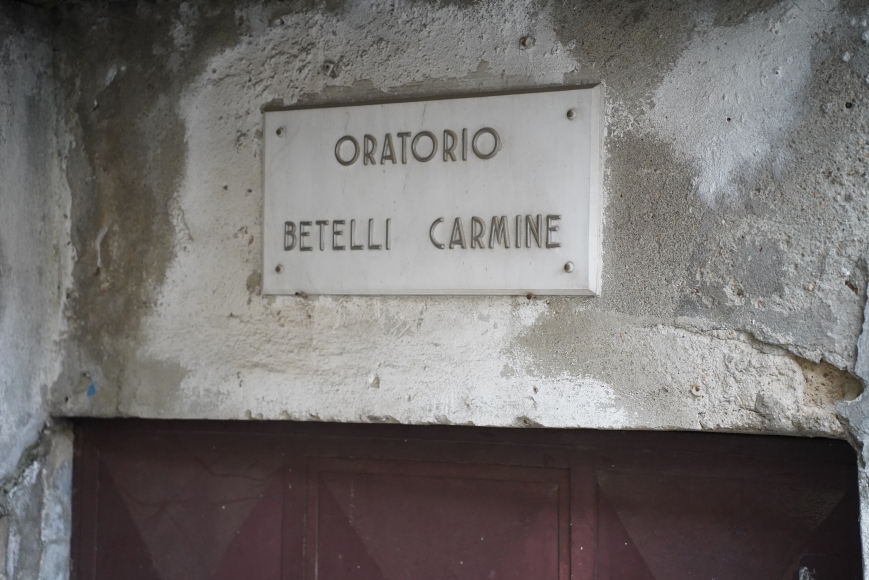 ORATORIO
BETELLI CARMINE